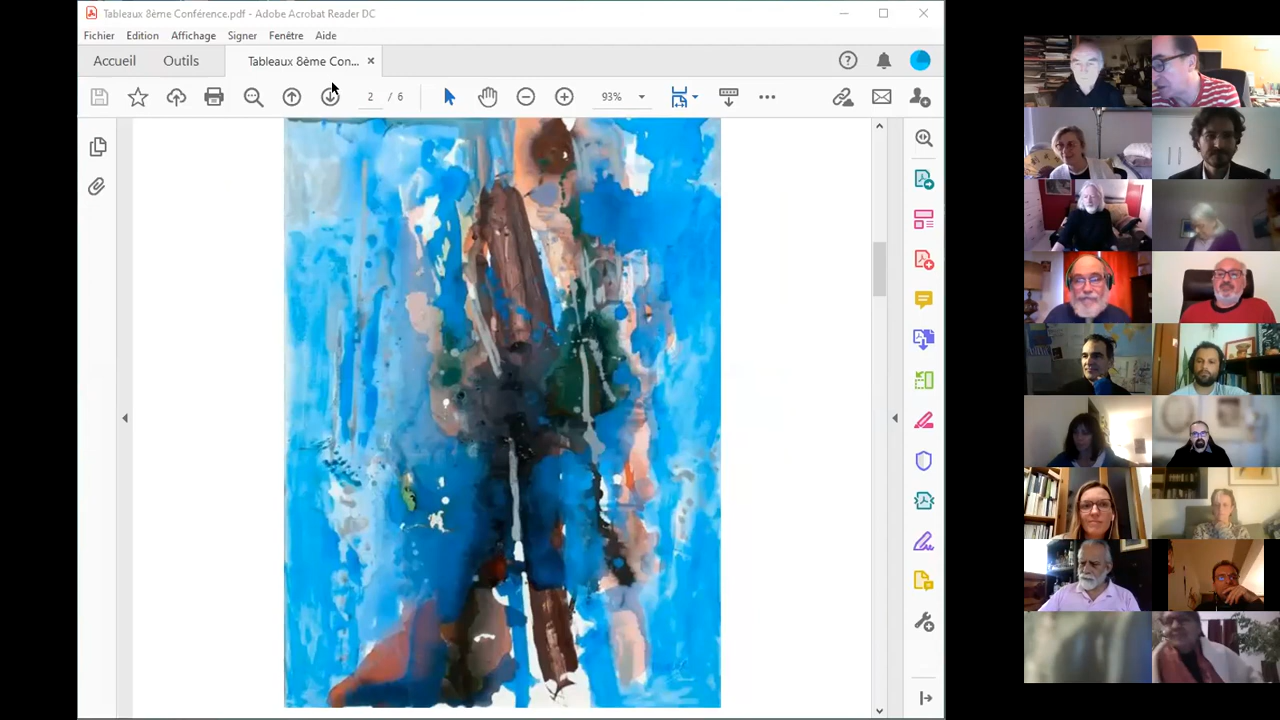 Tableaux 8ème Conférence.pdf - Adobe Acrobat Reader DC
Fichier Edition Affichage Signer Fenêtre Aide
Accueil Outils Tableaux 8ème Con... ×
2 / 6 93%